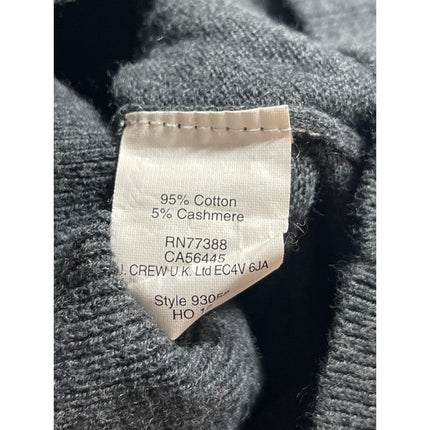 95% Cotton
5% Cashmere
RN77388
CA56445
J. CREW U.K. Ltd EC4V 6JA
Style
HO